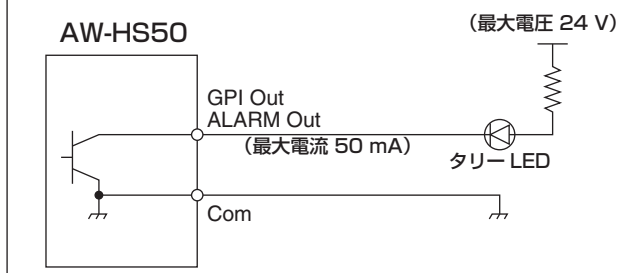 (最大電圧 24 V)
AW-HS50
GPI Out
ALARM Out
(最大電流 50 mA)
タリー LED
Com